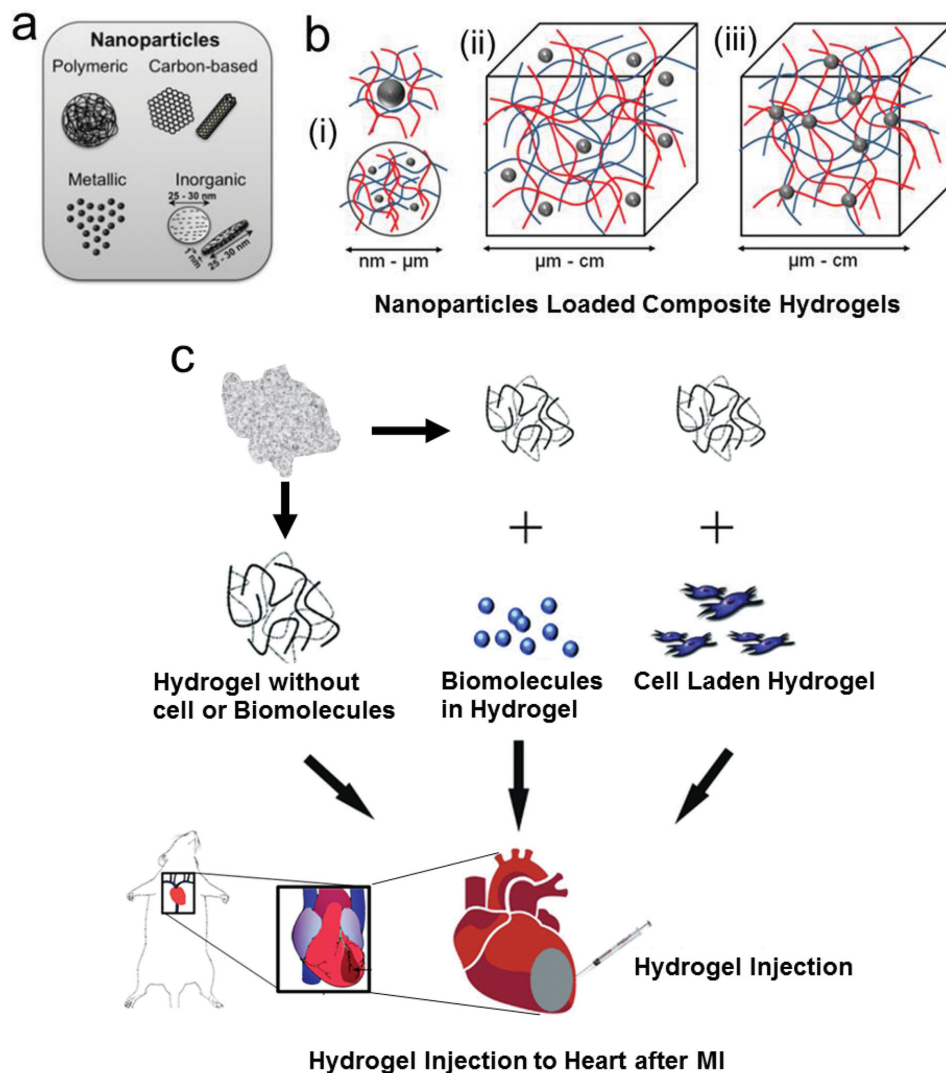 a
Nanoparticles
Polymeric Carbon-based
Metallic Inorganic
25 - 30 nm
1 nm
25 - 30 nm
b
(i)
nm - µm
(ii)
µm - cm
(iii)
µm - cm
Nanoparticles Loaded Composite Hydrogels
c
+ +
Hydrogel without
cell or Biomolecules
Biomolecules
in Hydrogel
Cell Laden Hydrogel
Hydrogel Injection
Hydrogel Injection to Heart after MI